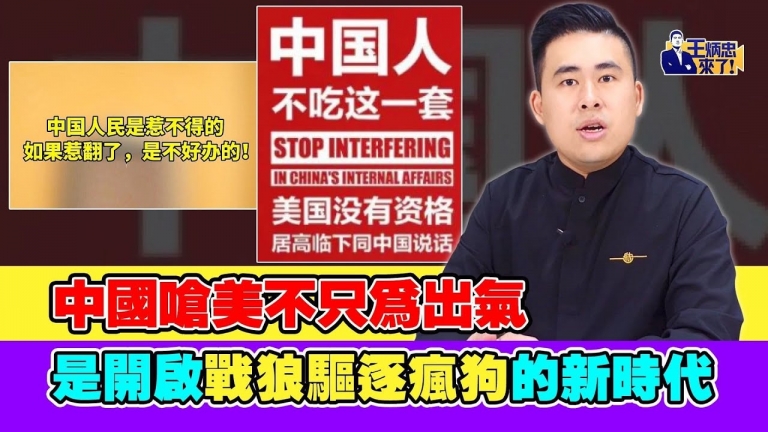 中国人民是惹不得的
如果惹翻了，是不好办的！
中国人
不吃这一套
STOP INTERFERING
IN CHINA'S INTERNAL AFFAIRS
美国没有资格
居高临下同中国说话
王炳忠
來了!
中國嗆美不只爲出氣
是開啟戰狼驅逐瘋狗的新時代